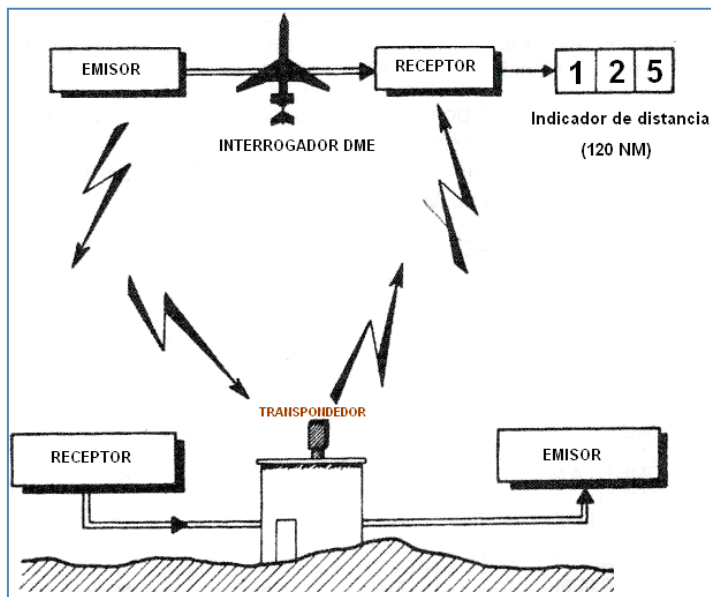 EMISOR
RECEPTOR
1 2 5
INTERROGADOR DME
Indicador de distancia
(120 NM)
TRANSPONDEDOR
RECEPTOR
EMISOR